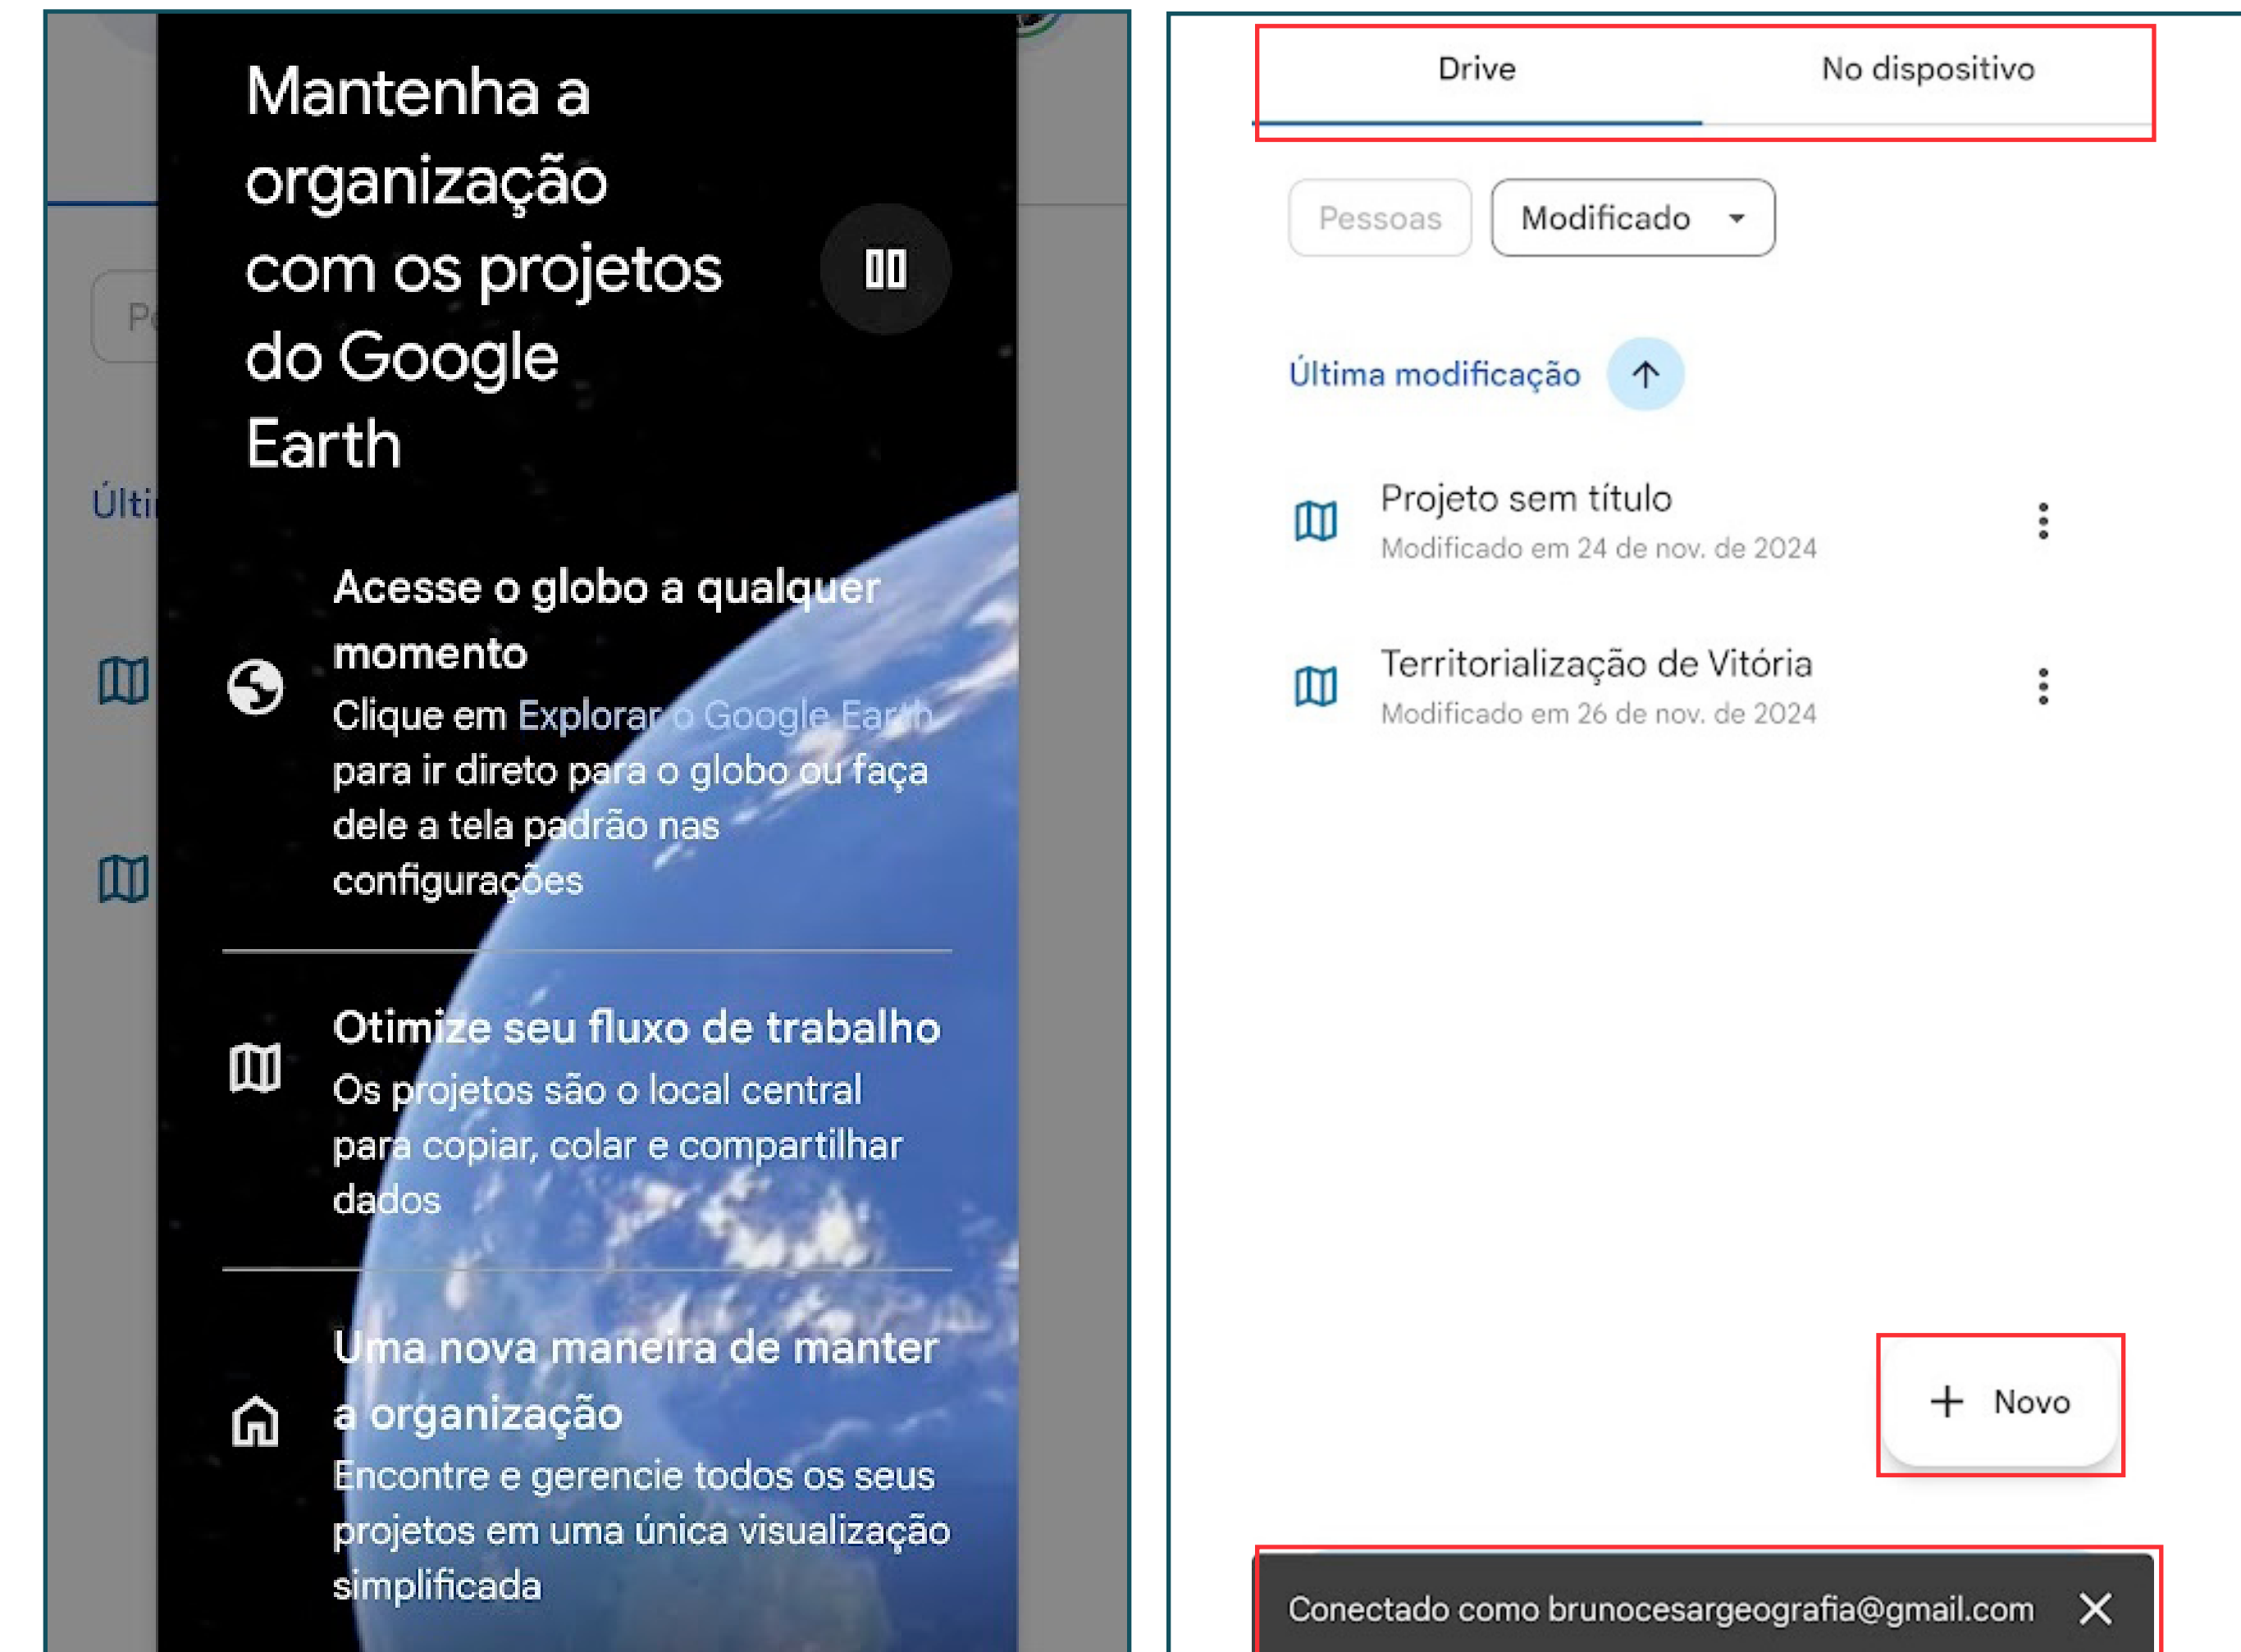 Mantenha a
organização
com os projetos
do Google
Earth
Acesse o globo a qualquer
momento
Clique em Explorar o Google Earth
para ir direto para o globo ou faça
dele a tela padrão nas
configurações
Otimize seu fluxo de trabalho
Os projetos são o local central
para copiar, colar e compartilhar
dados
Uma nova maneira de manter
a organização
Encontre e gerencie todos os seus
projetos em uma única visualização
simplificada
Drive No dispositivo
Pessoas Modificado
Última modificação
Projeto sem título
Modificado em 24 de nov. de 2024
Territorialização de Vitória
Modificado em 26 de nov. de 2024
+ Novo
Conectado como brunocesargeografia@gmail.com